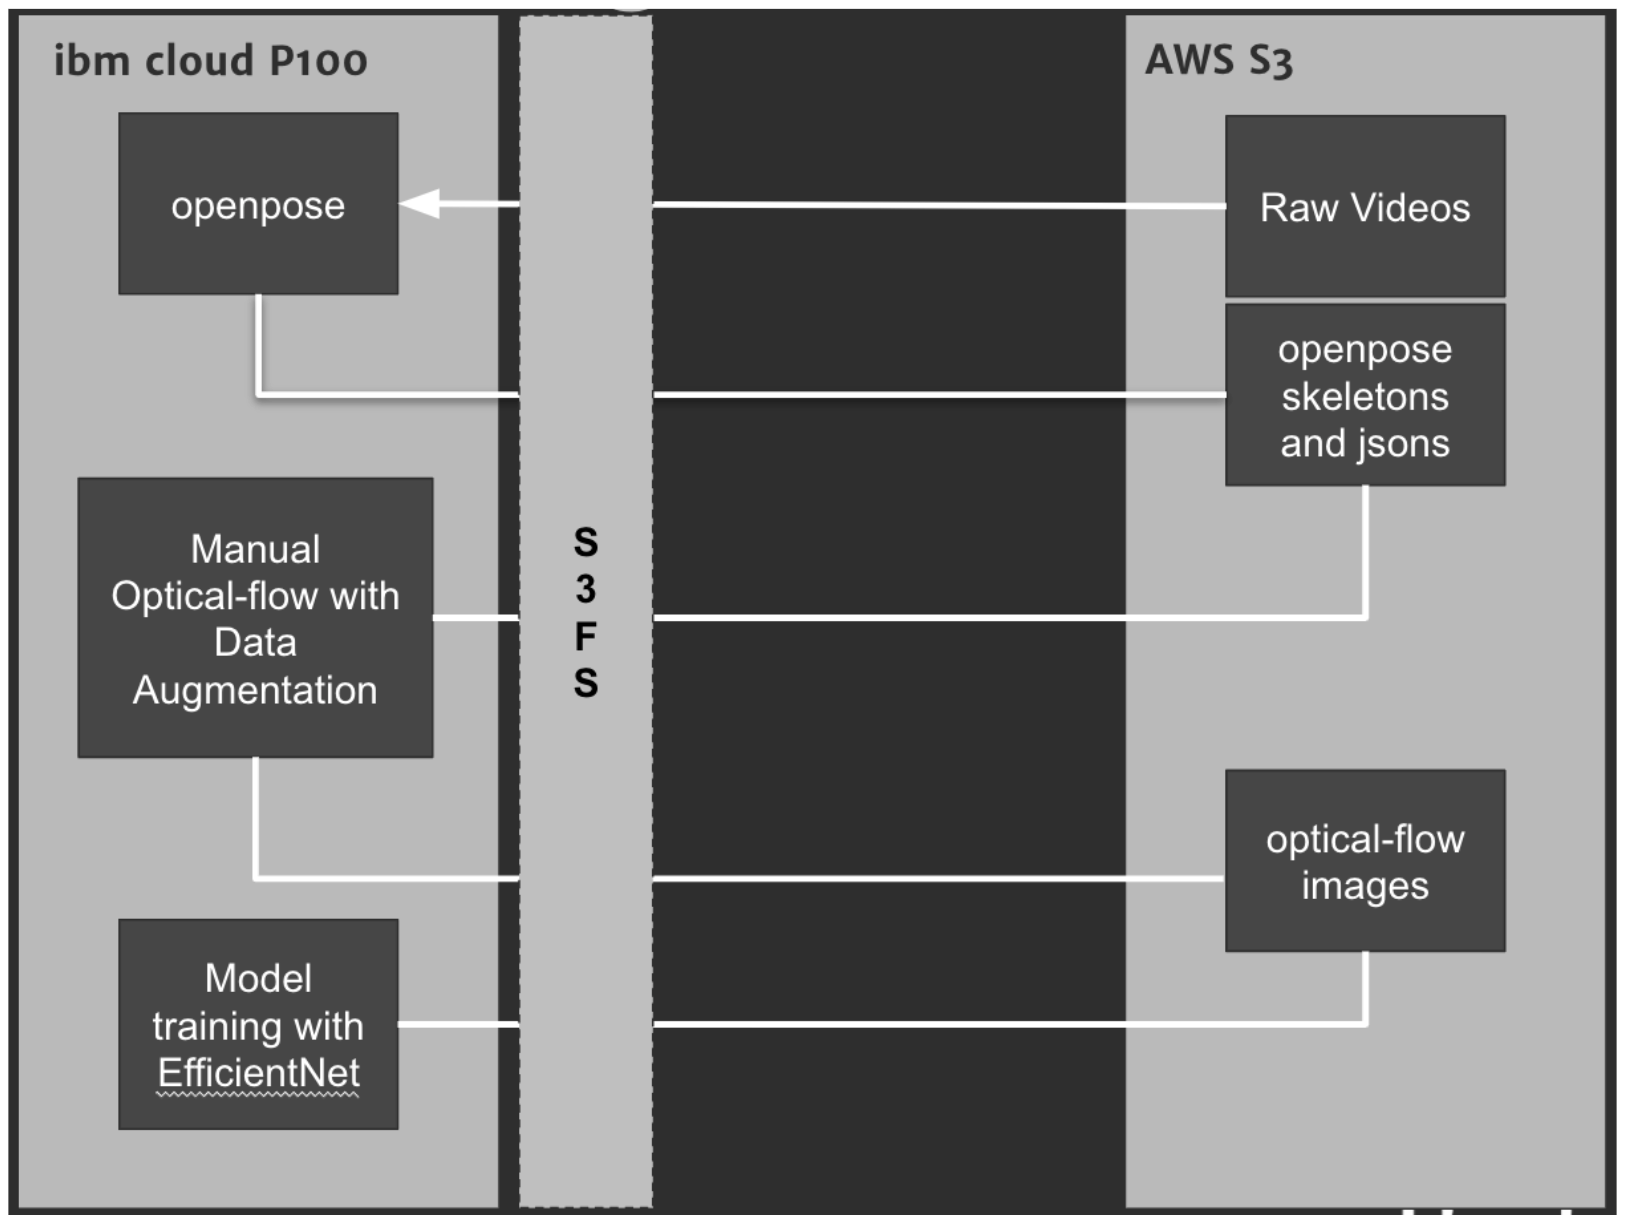 ibm cloud P100
openpose
Manual
Optical-flow with
Data
Augmentation
Model
training with
EfficientNet
S
3
F
S
AWS S3
Raw Videos
openpose
skeletons
and jsons
optical-flow
images